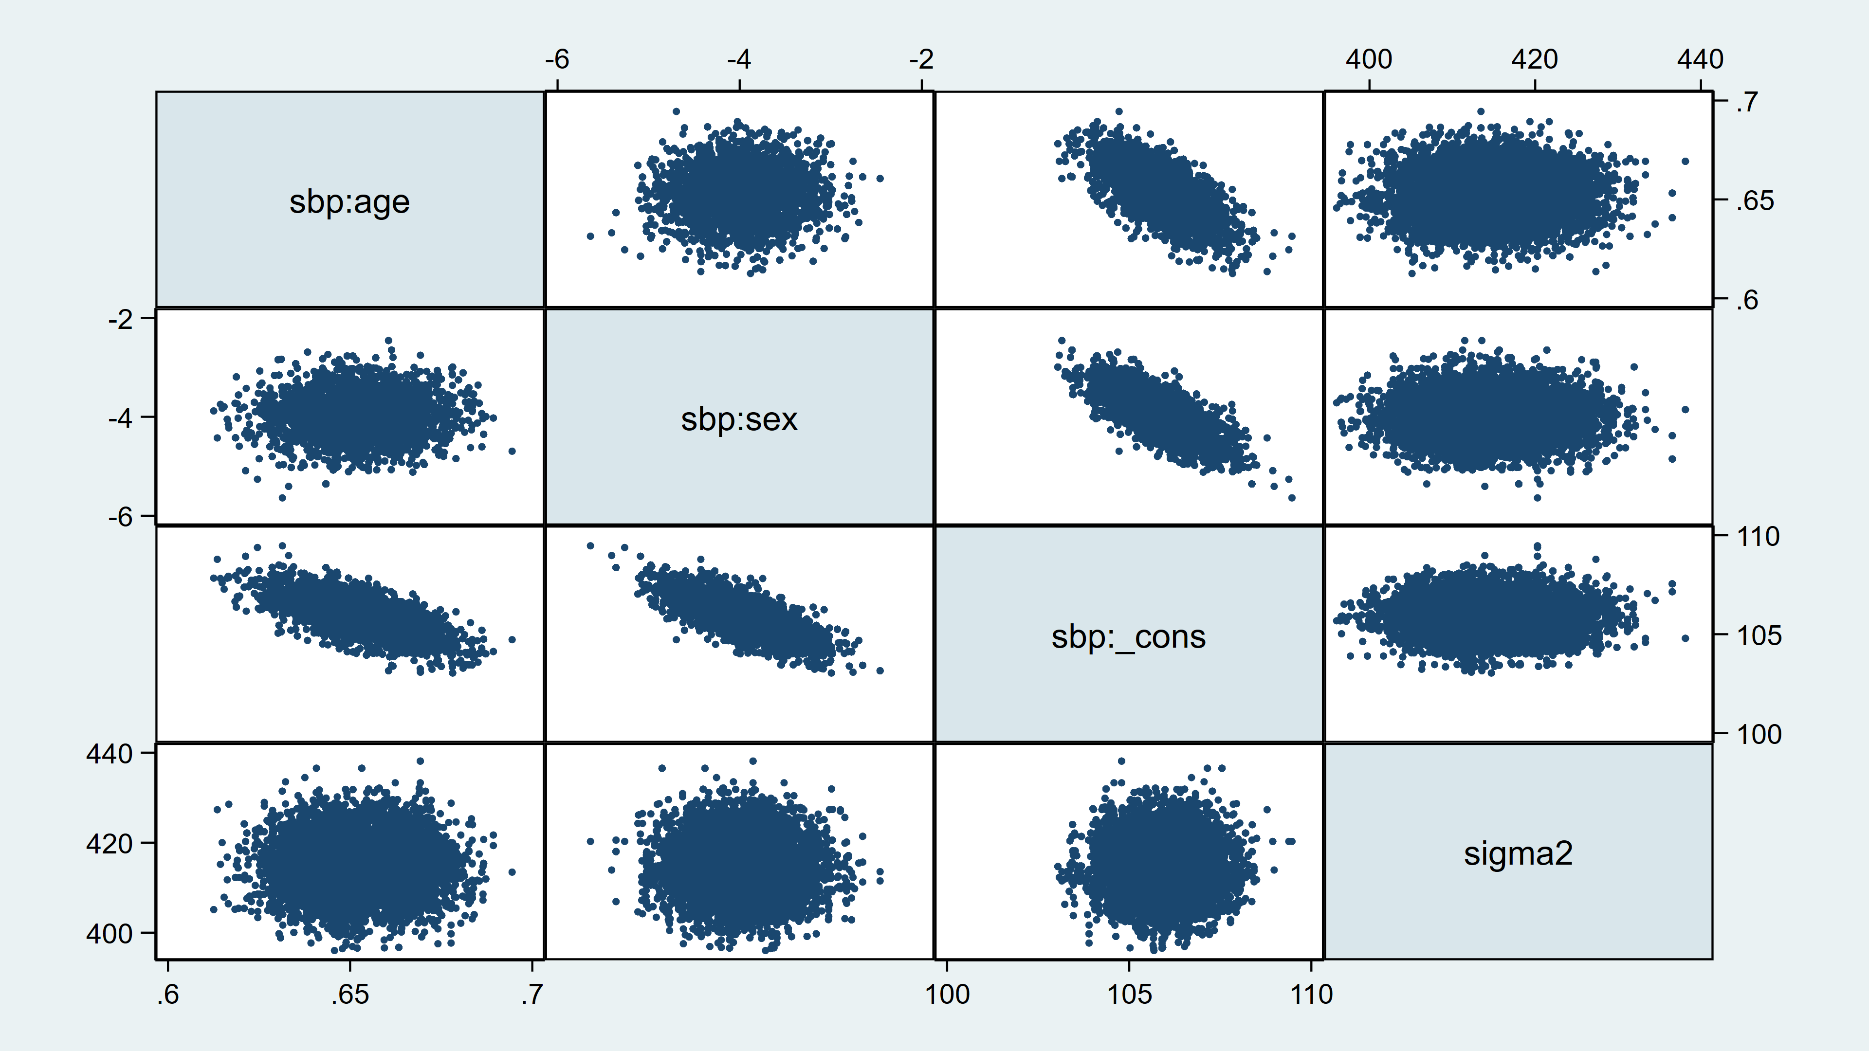 -6 -4 -2 400 420 440
sbp:age .7 .65 .6
-2 -4 -6 sbp:sex
sbp:_cons 110 105 100
440 420 400 sigma2
.6 .65 .7 100 105 110